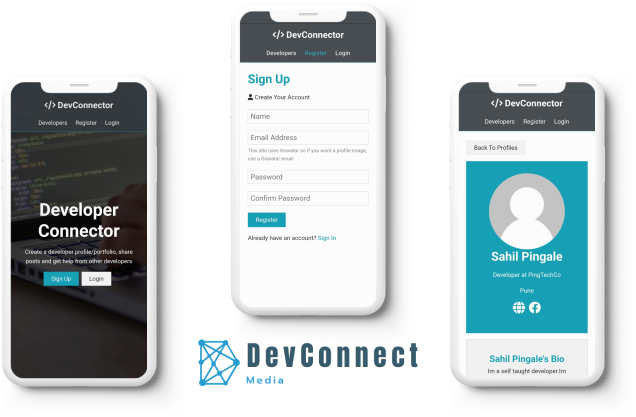 </> DevConnector
Developers Register Login
Developer
Connector
Create a developer profile/portfolio, share
posts and get help from other developers
Sign Up Login
</> DevConnector
Developers Register Login
Sign Up
Create Your Account
Name
Email Address
This site uses Gravatar so if you want a profile image,
use a Gravatar email
Password
Confirm Password
Register
Already have an account? Sign In
</> DevConnector
Developers Register Login
Back To Profiles
Sahil Pingale
Developer at PingTechCo
Pune
Sahil Pingale's Bio
Im a self taught developer.Im
DevConnect
Media